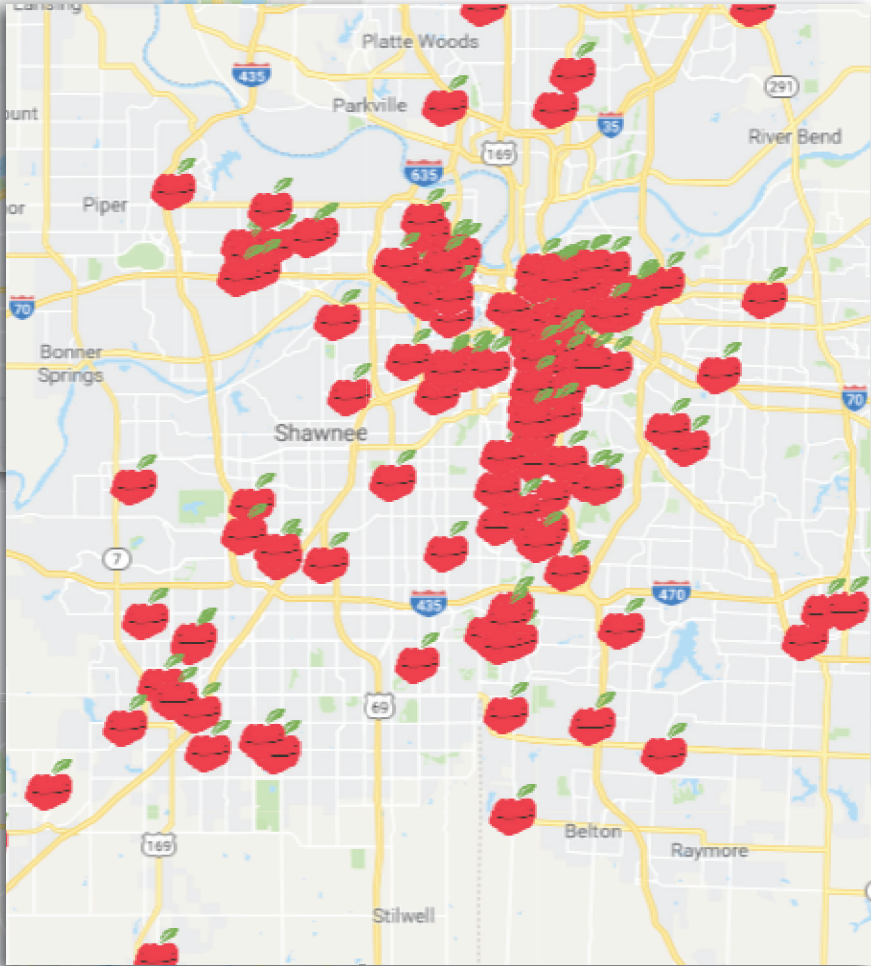 Lansing
Platte Woods
435
291
Parkville
ount
35
River Bend
169
635
Piper
or
70
Bonner
Springs
70
Shawnee
7
470
435
69
Belton
169
Raymore
Stilwell